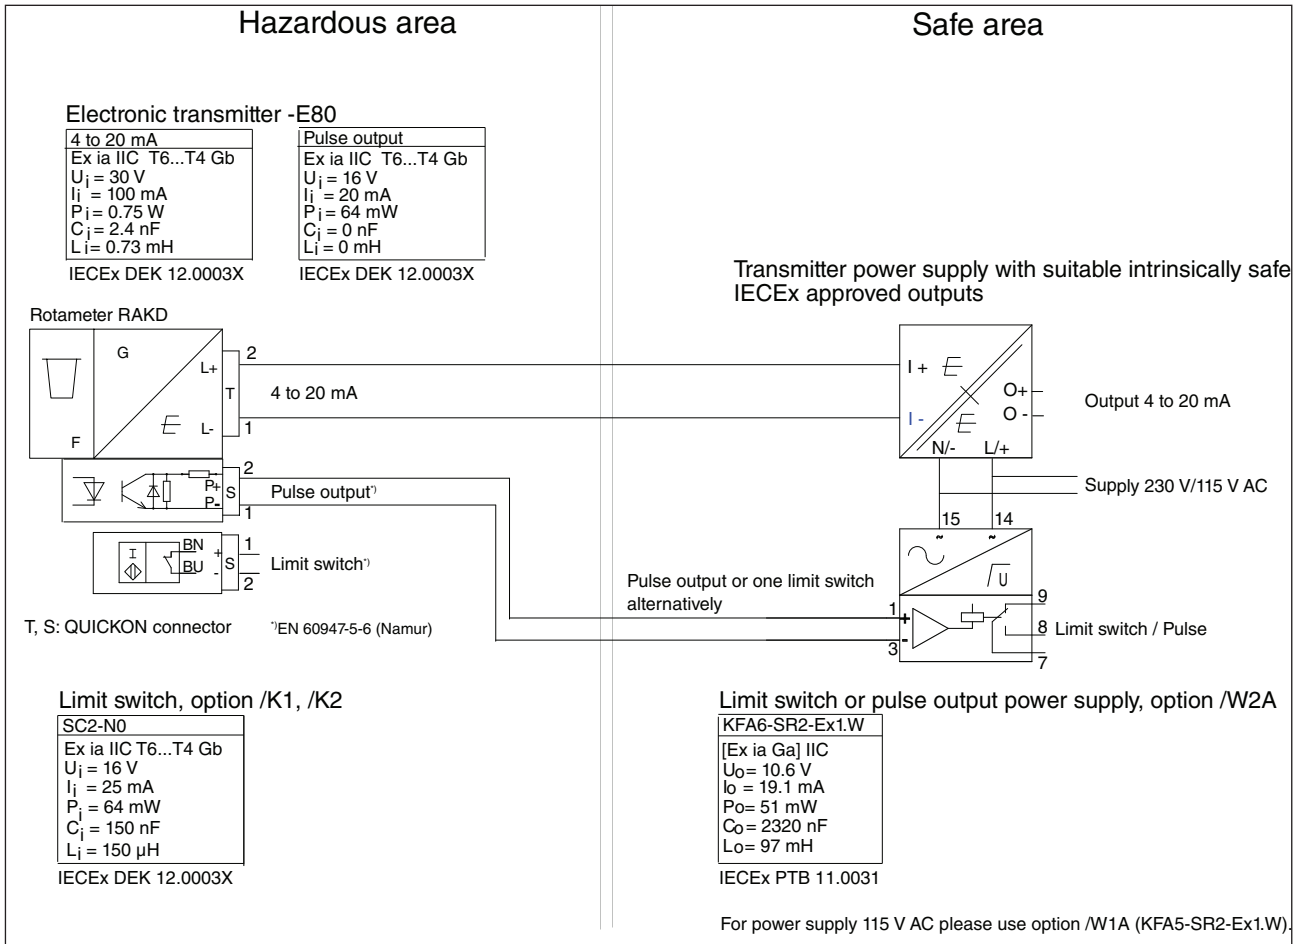 Hazardous area
Safe area
Electronic transmitter -E80
4 to 20 mA
Ex ia IIC T6...T4 Gb
Ui = 30 V
Ii = 100 mA
Pi = 0.75 W
Ci = 2.4 nF
Li = 0.73 mH
IECEx DEK 12.0003X
Pulse output
Ex ia IIC T6...T4 Gb
Ui = 16 V
Ii = 20 mA
Pi = 64 mW
Ci = 0 nF
Li = 0 mH
IECEx DEK 12.0003X
Transmitter power supply with suitable intrinsically safe
IECEx approved outputs
Rotameter RAKD
G
F
E
L+
L-
T
2
1
4 to 20 mA
I +
I -
E
E
O+
O -
N/-
L/+
Output 4 to 20 mA
Supply 230 V/115 V AC
P+
P-
S
2
1
Pulse output*)
I
BN
BU
+
-
S
1
2
Limit switch*)
15
14
~
~
U
Pulse output or one limit switch
alternatively
1
+
-
3
9
8
7
Limit switch / Pulse
T, S: QUICKON connector
*)EN 60947-5-6 (Namur)
Limit switch, option /K1, /K2
SC2-N0
Ex ia IIC T6...T4 Gb
Ui = 16 V
Ii = 25 mA
Pi = 64 mW
Ci = 150 nF
Li = 150 µH
IECEx DEK 12.0003X
Limit switch or pulse output power supply, option /W2A
KFA6-SR2-Ex1.W
[Ex ia Ga] IIC
Uo= 10.6 V
Io = 19.1 mA
Po= 51 mW
Co = 2320 nF
Lo= 97 mH
IECEx PTB 11.0031
For power supply 115 V AC please use option /W1A (KFA5-SR2-Ex1.W).